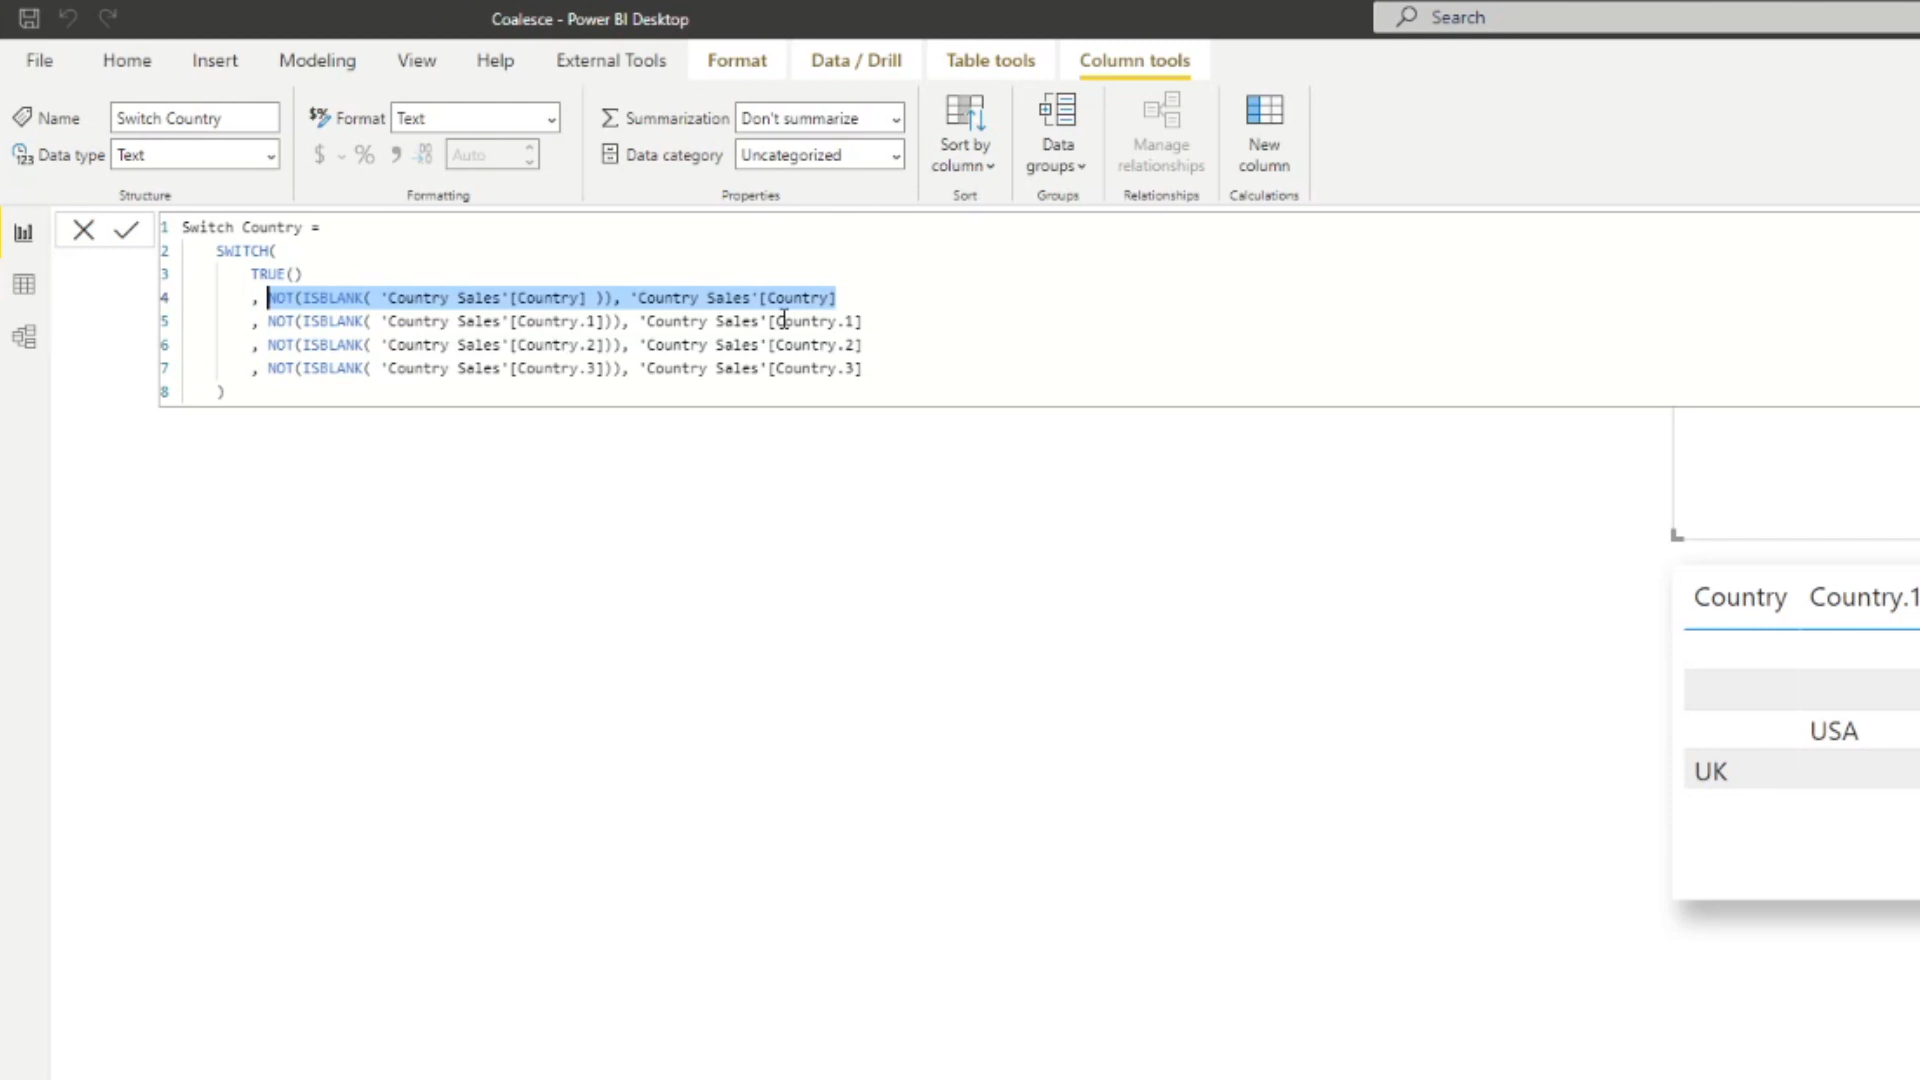 Coalesce - Power BI Desktop
Search
File Home Insert Modeling View Help External Tools Format Data / Drill Table tools Column tools
Name Switch Country
$% Format Text
Summarization Don't summarize
Data type Text
$ % 9 Auto
Data category Uncategorized
Sort by column
Data groups
Manage relationships
New column
Structure Formatting Properties Sort Groups Relationships Calculations
1 Switch Country =
2 SWITCH(
3 TRUE()
4 , NOT(ISBLANK( 'Country Sales'[Country] )), 'Country Sales'[Country]
5 , NOT(ISBLANK( 'Country Sales'[Country.1])), 'Country Sales'[Country.1]
6 , NOT(ISBLANK( 'Country Sales'[Country.2])), 'Country Sales'[Country.2]
7 , NOT(ISBLANK( 'Country Sales'[Country.3])), 'Country Sales'[Country.3]
8 )
Country Country.1
USA
UK